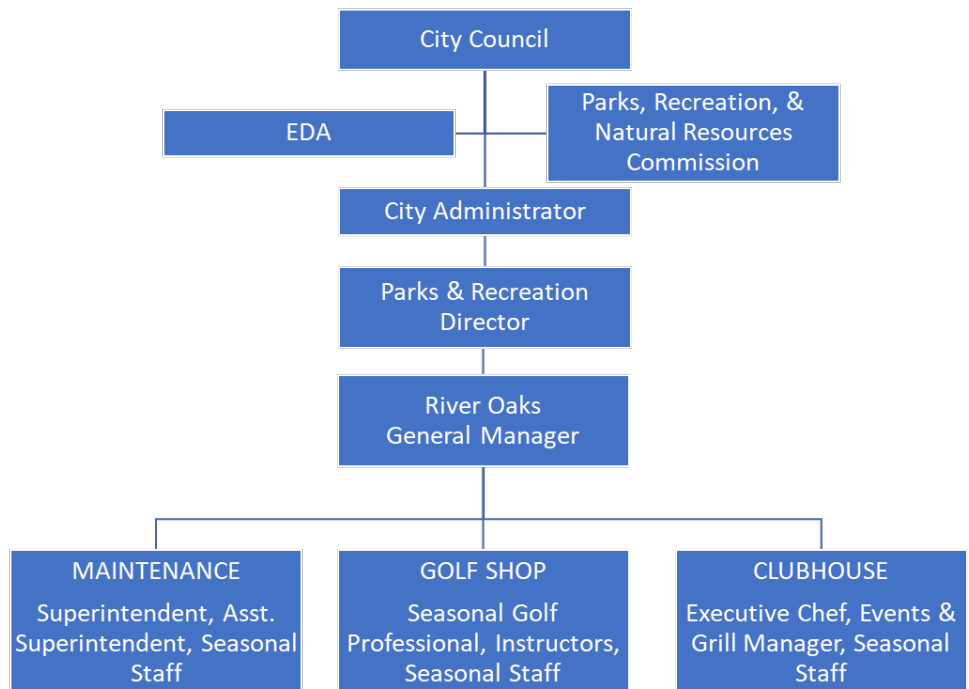 City Council
EDA
Parks, Recreation, &
Natural Resources
Commission
City Administrator
Parks & Recreation
Director
River Oaks
General Manager
MAINTENANCE
Superintendent, Asst.
Superintendent, Seasonal
Staff
GOLF SHOP
Seasonal Golf
Professional, Instructors,
Seasonal Staff
CLUBHOUSE
Executive Chef, Events &
Grill Manager, Seasonal
Staff